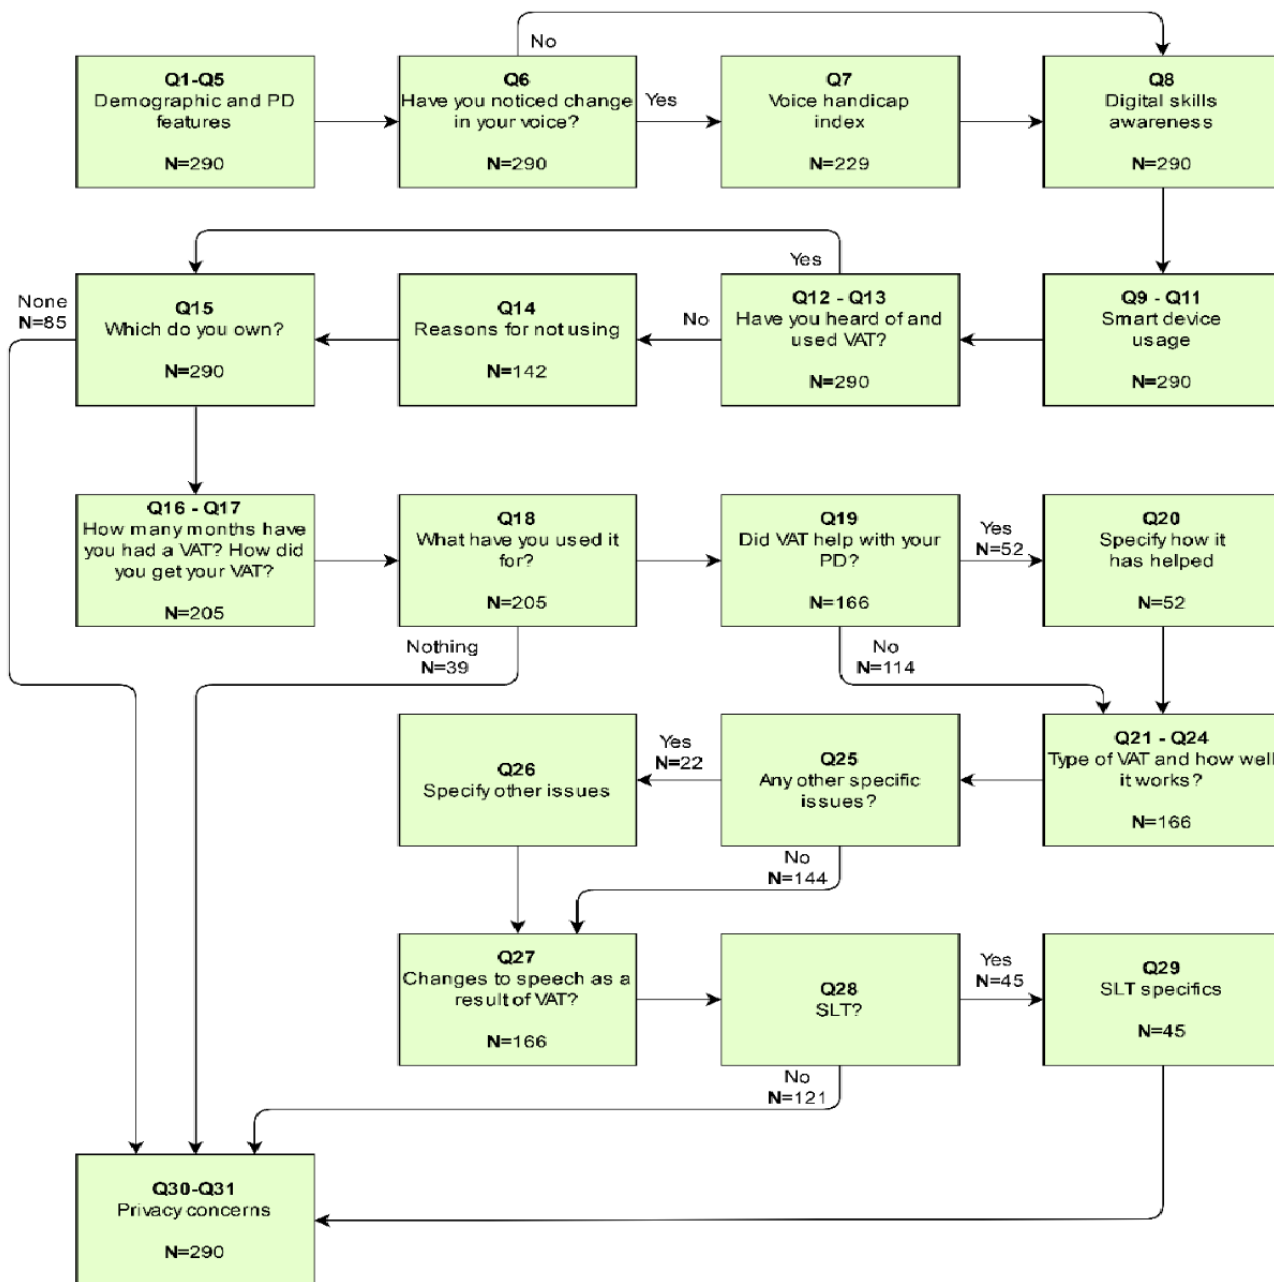 No
Q1-Q5
Demographic and PD
features
N=290
Q6
Have you noticed change
in your voice?
N=290
Yes
Q7
Voice handicap
index
N=229
Q8
Digital skills
awareness
N=290
Yes
None
N=85
Q15
Which do you own?
N=290
Q14
Reasons for not using
N=142
No
Q12 - Q13
Have you heard of and
used VAT?
N=290
Q9 - Q11
Smart device
usage
N=290
Q16 - Q17
How many months have
you had a VAT? How did
you get your VAT?
N=205
Q18
What have you used it
for?
N=205
Q19
Did VAT help with your
PD?
N=166
Yes
N=52
Q20
Specify how it
has helped
N=52
Nothing
N=39
No
N=114
Q26
Specify other issues
Yes
N=22
Q25
Any other specific
issues?
Q21 - Q24
Type of VAT and how well
it works?
N=166
No
N=144
Q27
Changes to speech as a
result of VAT?
N=166
Q28
SLT?
Yes
N=45
Q29
SLT specifics
N=45
No
N=121
Q30-Q31
Privacy concerns
N=290